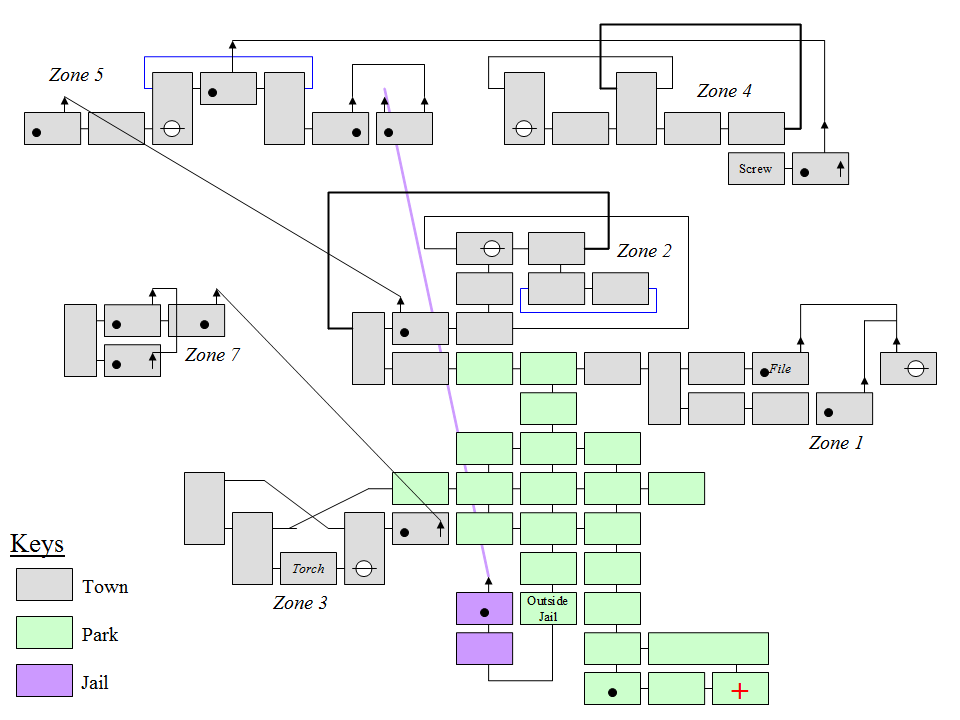 Zone 5
Zone 4
Screw
Zone 2
Zone 7
File
Zone 1
Keys
Torch
Town
Zone 3
Outside
Jail
Park
Jail